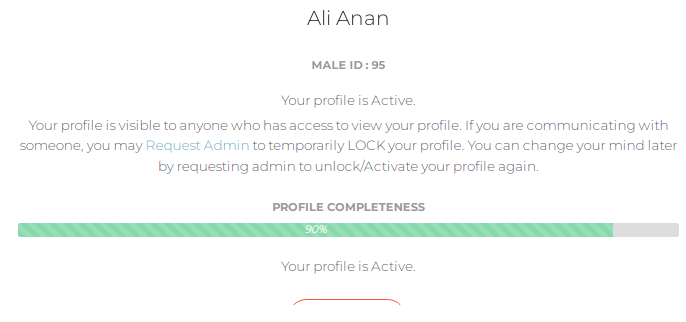 Ali Anan
MALE ID : 95
Your profile is Active.
Your profile is visible to anyone who has access to view your profile. If you are communicating with
someone, you may Request Admin to temporarily LOCK your profile. You can change your mind later
by requesting admin to unlock/Activate your profile again.
PROFILE COMPLETENESS
90%
Your profile is Active.